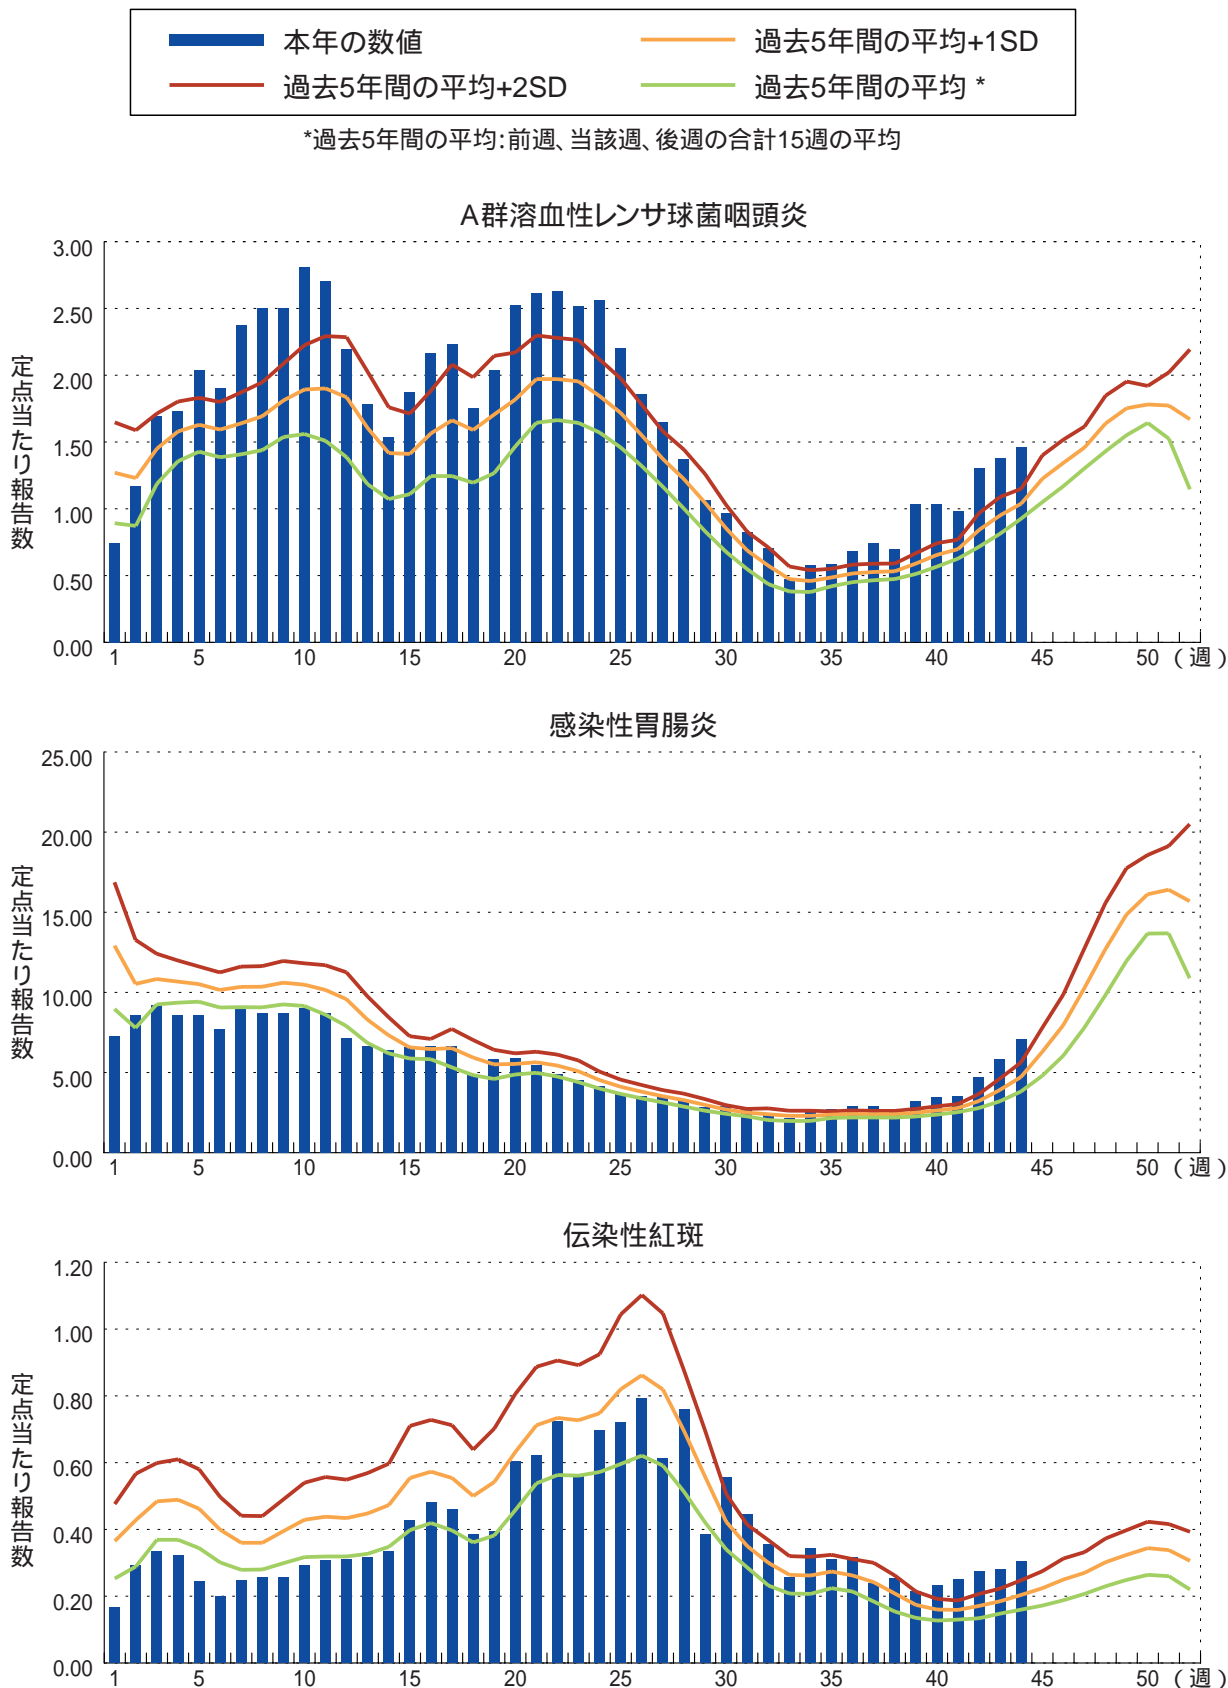 本年の数値
過去5年間の平均+1SD
過去5年間の平均+2SD
過去5年間の平均 *
*過去5年間の平均:前週、当該週、後週の合計15週の平均
A群溶血性レンサ球菌咽頭炎
定点当たり報告数
3.00
2.50
2.00
1.50
1.00
0.50
0.00
1 5 10 15 20 25 30 35 40 45 50 (週)
感染性胃腸炎
定点当たり報告数
25.00
20.00
15.00
10.00
5.00
0.00
1 5 10 15 20 25 30 35 40 45 50 (週)
伝染性紅斑
定点当たり報告数
1.20
1.00
0.80
0.60
0.40
0.20
0.00
1 5 10 15 20 25 30 35 40 45 50 (週)